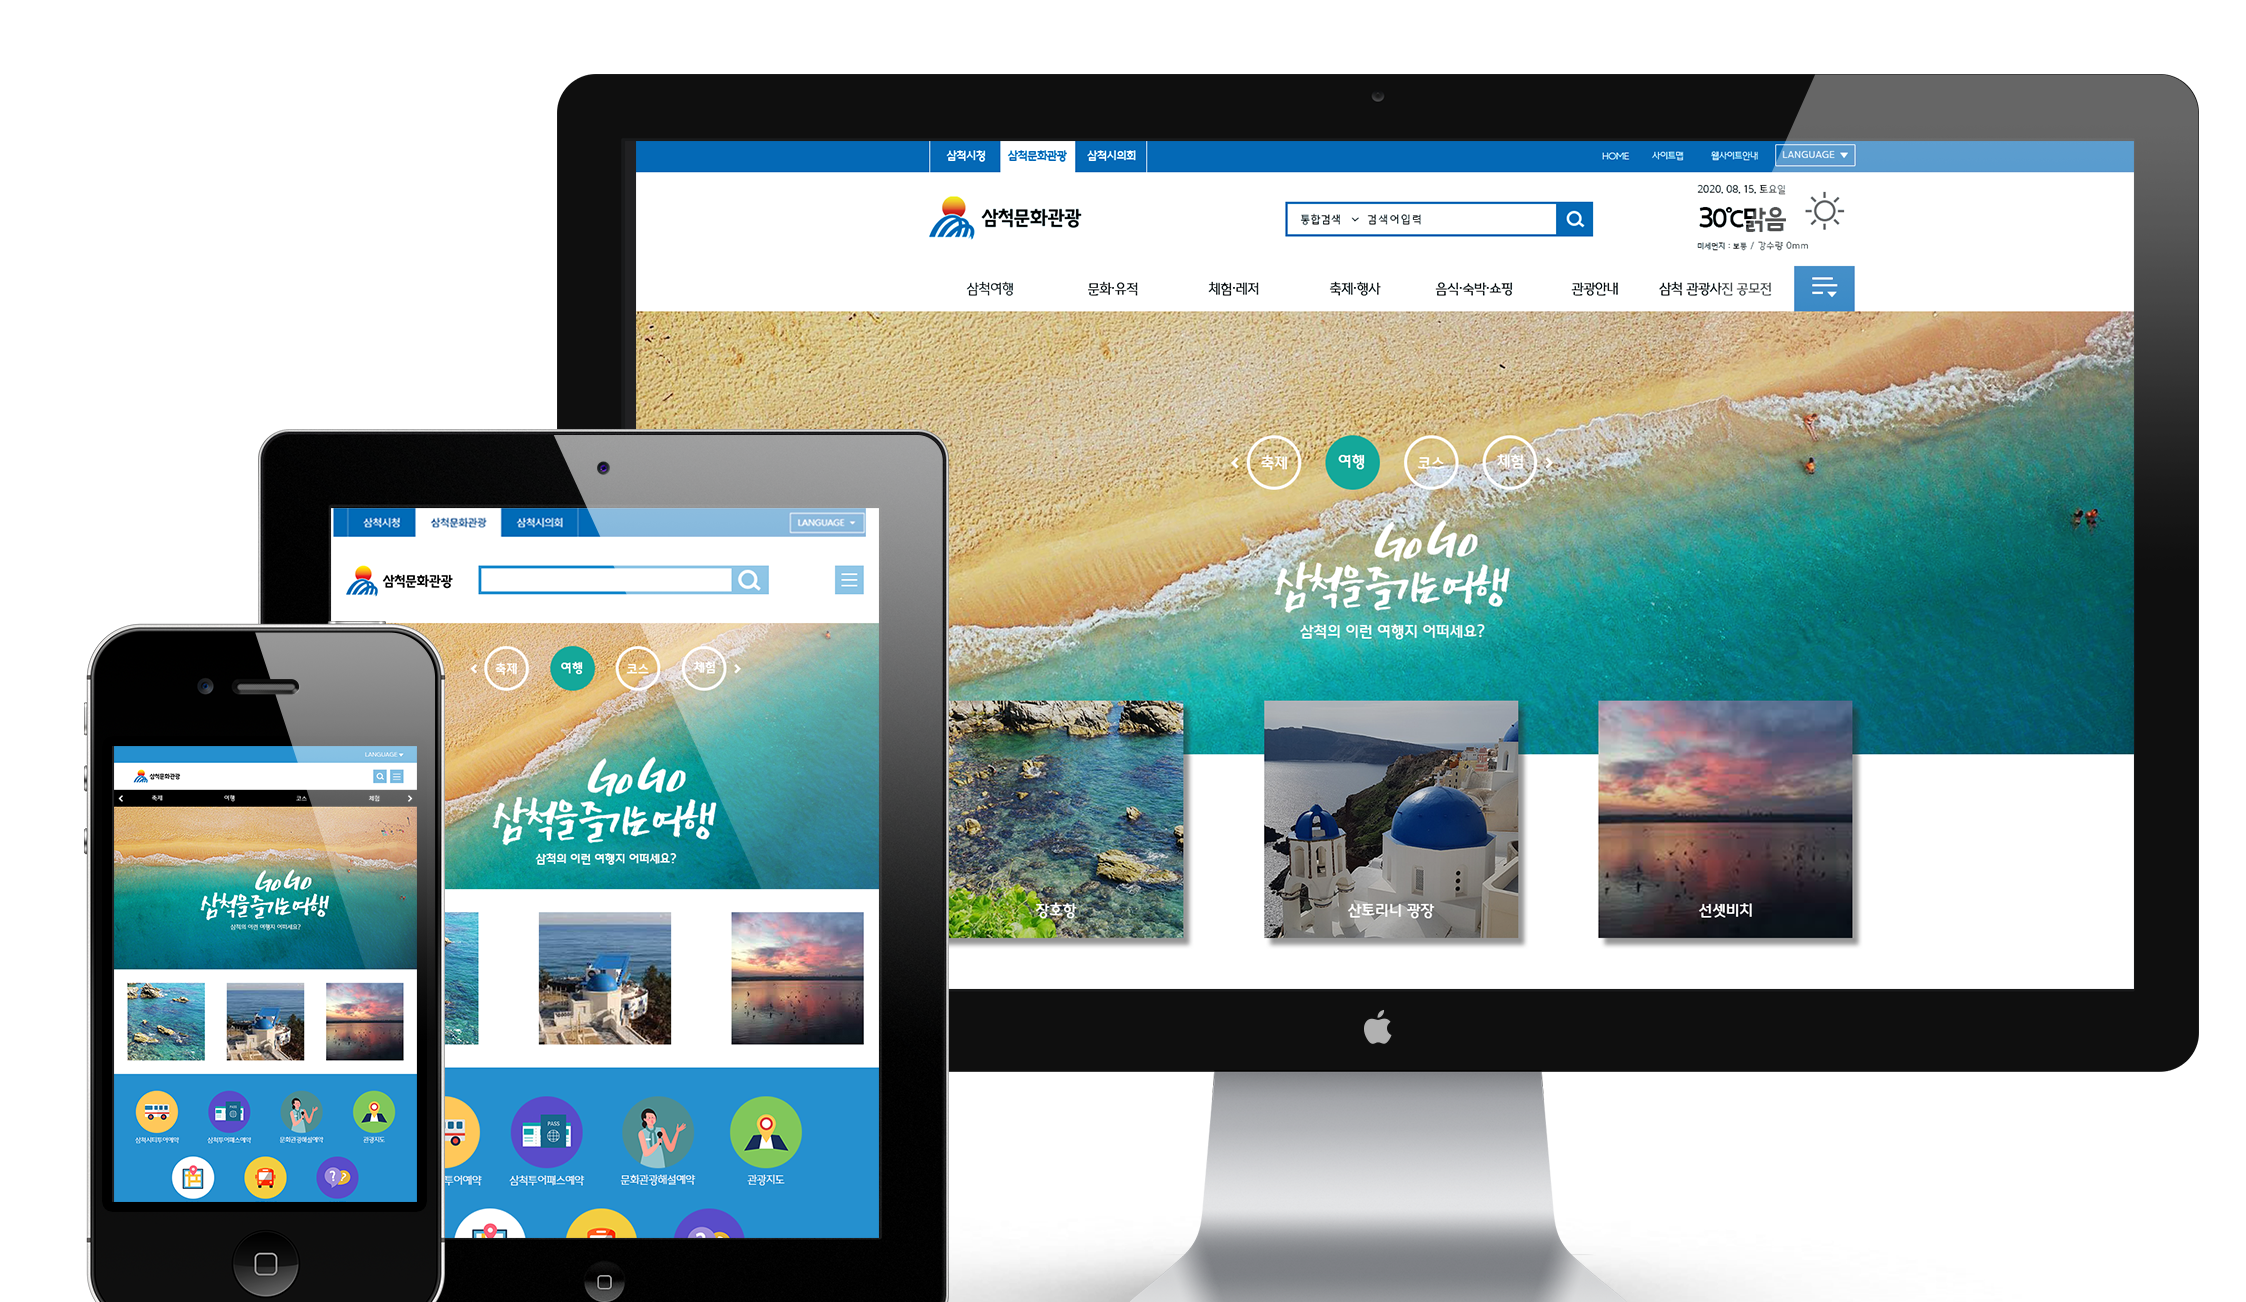 삼척시청 삼척문화관광 삼척시의회 HOME 사이트맵 웹사이트안내 LANGUAGE
삼척문화관광 통합검색 검색어입력
2020. 08. 15. 토요일
30℃맑음
미세먼지 : 보통 / 강수량 0mm
삼척여행 문화·유적 체험·레저 축제·행사 음식·숙박·쇼핑 관광안내 삼척 관광사진 공모전
축제 여행 코스 체험
GoGo
삼척을 즐기는 여행
삼척의 이런 여행지 어떠세요?
장호항 산토리니 광장 선셋비치
삼척시청 삼척문화관광 삼척시의회 LANGUAGE
삼척문화관광
축제 여행 코스 체험
GoGo
삼척을 즐기는 여행
삼척의 이런 여행지 어떠세요?
PASS
투어예약 삼척투어패스예약 문화관광해설예약 관광지도
LANGUAGE
삼척문화관광
축제 여행 코스 체험
GoGo
삼척을 즐기는 여행
삼척의 이런 여행지 어떠세요?
PASS
삼척시티투어예약 삼척투어패스예약 문화관광해설예약 관광지도